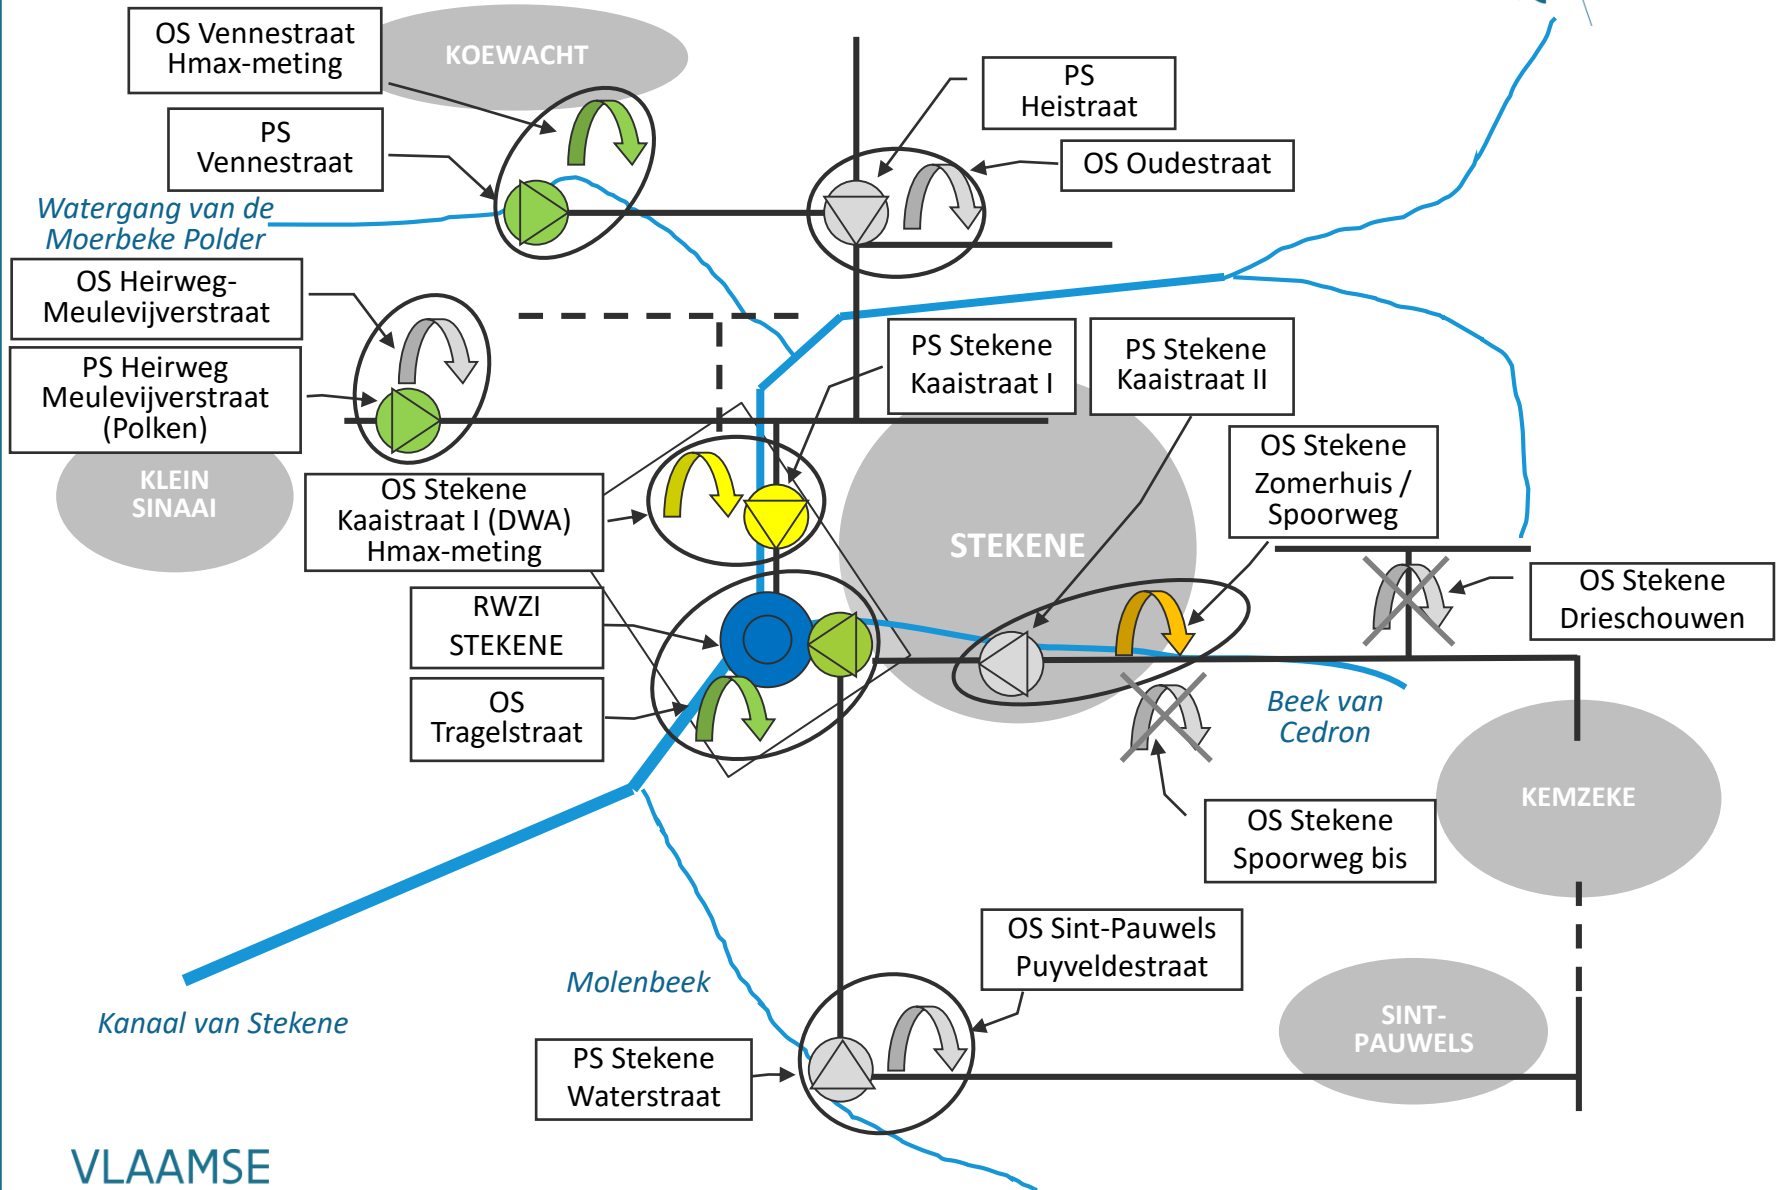 OS Vennestraat
Hmax-meting
KOEWACHT
PS
Heistraat
PS
Vennestraat
OS Oudestraat
Watergang van de
Moerbeke Polder
OS Heirweg-
Meulevijverstraat
PS Heirweg
Meulevijverstraat
(Polken)
PS Stekene
Kaaistraat I
PS Stekene
Kaaistraat II
KLEIN
SINAAI
OS Stekene
Kaaistraat I (DWA)
Hmax-meting
STEKENE
OS Stekene
Zomerhuis /
Spoorweg
OS Stekene
Drieschouwen
RWZI
STEKENE
OS
Tragelstraat
Beek van
Cedron
KEMZEKE
OS Stekene
Spoorweg bis
OS Sint-Pauwels
Puyveldestraat
Molenbeek
Kanaal van Stekene
SINT-
PAUWELS
PS Stekene
Waterstraat
VLAAMSE